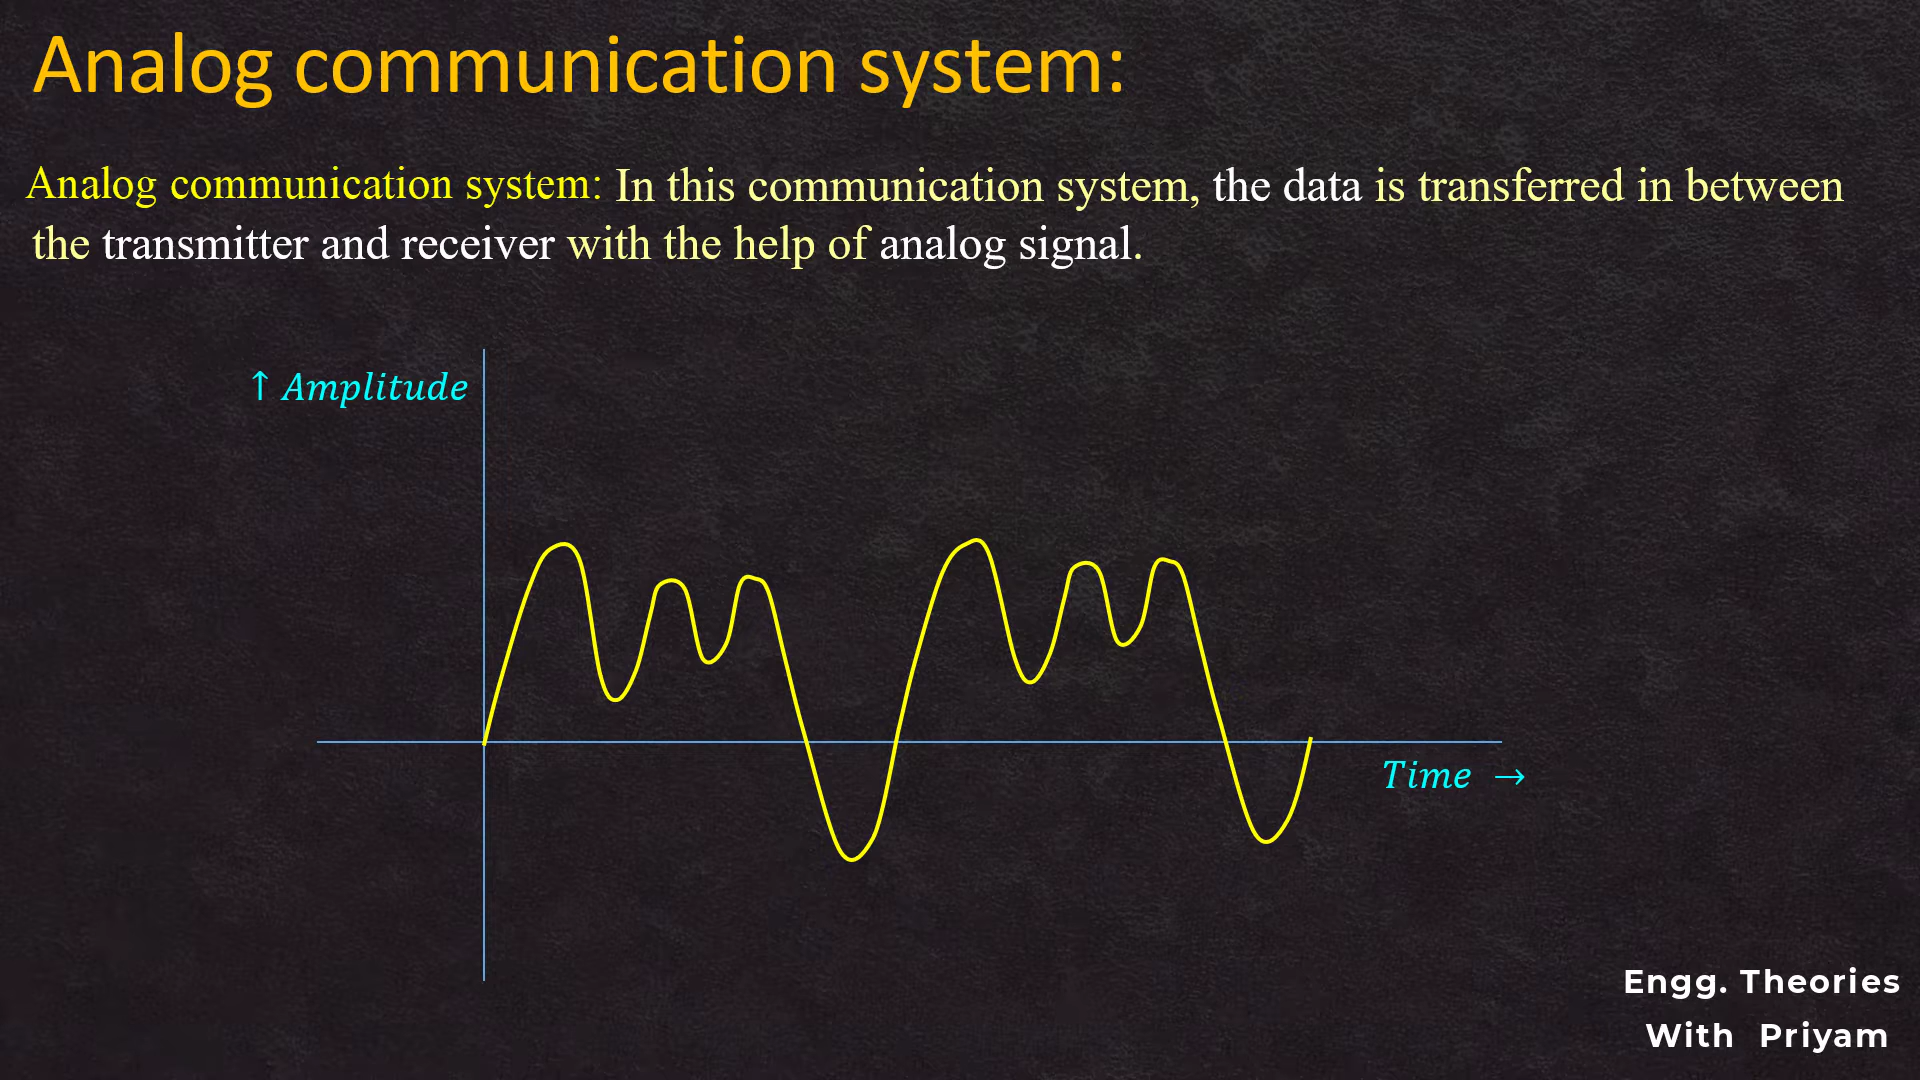 Analog communication system:
Analog communication system: In this communication system, the data is transferred in between
the transmitter and receiver with the help of analog signal.
↑ Amplitude
Time →
Engg. Theories
With Priyam